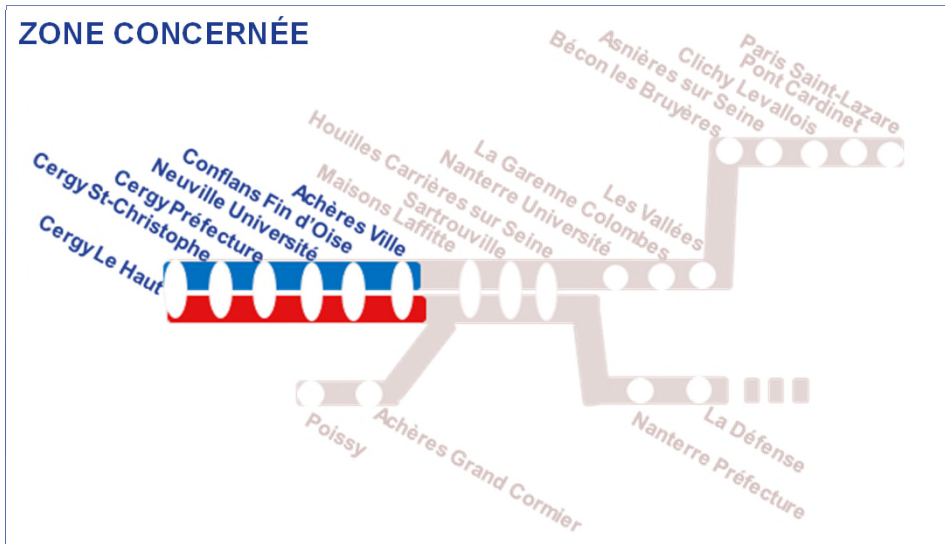 ZONE CONCERNÉE
Cergy Le Haut
Cergy St-Christophe
Cergy Préfecture
Neuville Université
Conflans Fin d'Oise
Achères Ville
Maisons Laffitte
Sartrouville
Houilles Carrières sur Seine
Nanterre Université
La Garenne Colombes
Les Vallées
Bécon les Bruyères
Asnières sur Seine
Clichy Levallois
Pont Cardinet
Paris Saint-Lazare
Poissy
Achères Grand Cormier
Nanterre Préfecture
La Défense